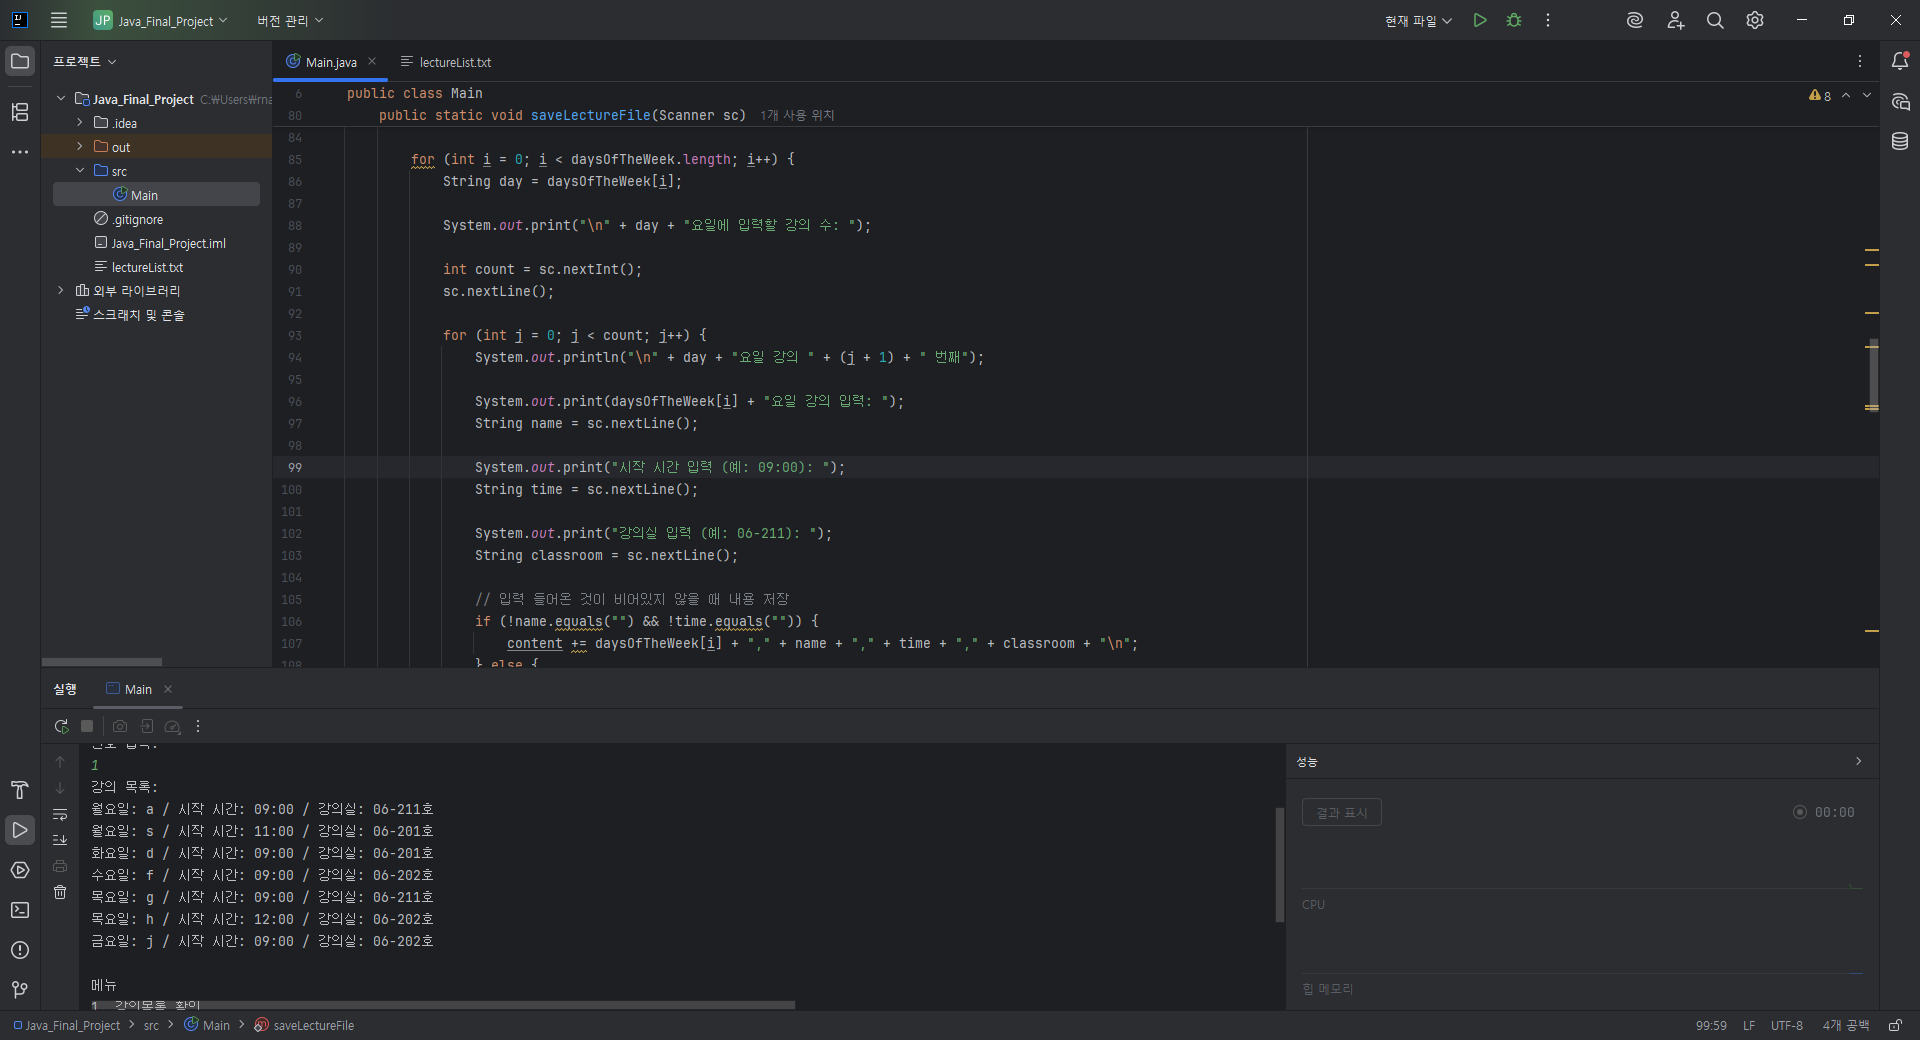 JP Java_Final_Project 버전 관리 현재 파일
프로젝트
Main.java
lectureList.txt
Java_Final_Project C:₩Users₩rna
.idea
out
src
Main
.gitignore
Java_Final_Project.iml
lectureList.txt
외부 라이브러리
스크래치 및 콘솔
8
6 public class Main
80 public static void saveLectureFile(Scanner sc) 1개 사용 위치
84
85 for (int i = 0; i < daysOfTheWeek.length; i++) {
86 String day = daysOfTheWeek[i];
87
88 System.out.print("\n" + day + "요일에 입력할 강의 수: ");
89
90 int count = sc.nextInt();
91 sc.nextLine();
92
93 for (int j = 0; j < count; j++) {
94 System.out.println("\n" + day + "요일 강의 " + (j + 1) + " 번째");
95
96 System.out.print(daysOfTheWeek[i] + "요일 강의 입력: ");
97 String name = sc.nextLine();
98
99 System.out.print("시작 시간 입력 (예: 09:00): ");
100 String time = sc.nextLine();
101
102 System.out.print("강의실 입력 (예: 06-211): ");
103 String classroom = sc.nextLine();
104
105 // 입력 들어온 것이 비어있지 않을 때 내용 저장
106 if (!name.equals("") && !time.equals("")) {
107 content += daysOfTheWeek[i] + "," + name + "," + time + "," + classroom + "\n";
108 } else {
실행 Main
1
강의 목록:
월요일: a / 시작 시간: 09:00 / 강의실: 06-211호
월요일: s / 시작 시간: 11:00 / 강의실: 06-201호
화요일: d / 시작 시간: 09:00 / 강의실: 06-201호
수요일: f / 시작 시간: 09:00 / 강의실: 06-202호
목요일: g / 시작 시간: 09:00 / 강의실: 06-211호
목요일: h / 시작 시간: 12:00 / 강의실: 06-202호
금요일: j / 시작 시간: 09:00 / 강의실: 06-202호
메뉴
1. 강의목록 확인
성능
결과 표시 00:00
CPU
힙 메모리
Java_Final_Project > src > Main > saveLectureFile
99:59 LF UTF-8 4개 공백